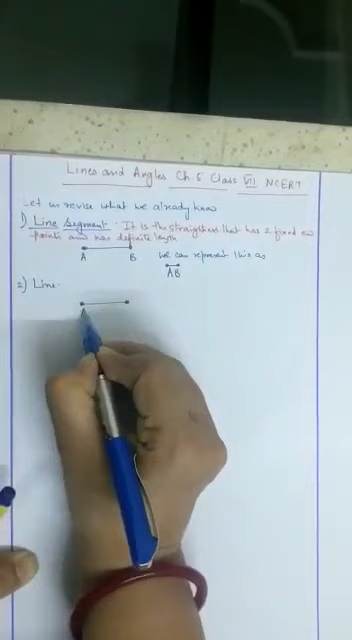 Lines and Angles Ch 5 Class VII NCERT
Let us revise what we already know
1) Line Segment - It is the straightness that has 2 fixed end
points and has definite length
A B We can represent this as
AB
2) Line